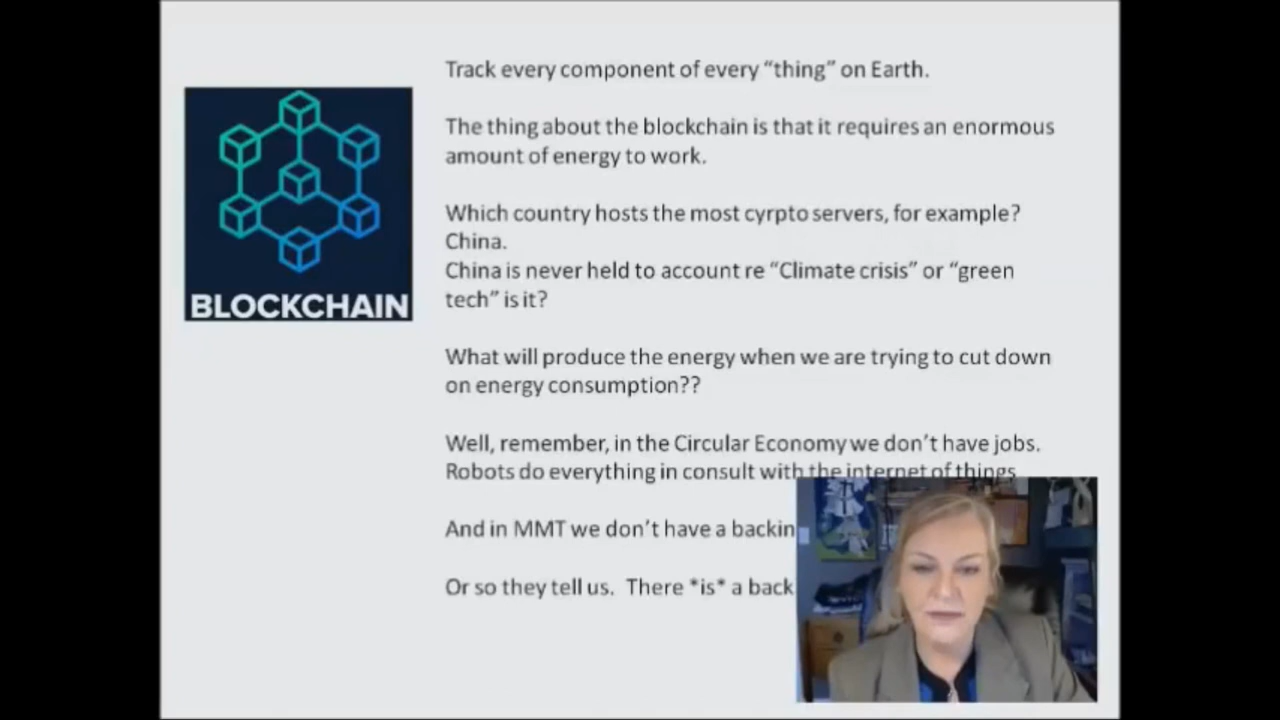 Track every component of every “thing” on Earth.
The thing about the blockchain is that it requires an enormous
amount of energy to work.
Which country hosts the most cyrpto servers, for example?
China.
China is never held to account re “Climate crisis” or “green
tech” is it?
BLOCKCHAIN
What will produce the energy when we are trying to cut down
on energy consumption??
Well, remember, in the Circular Economy we don’t have jobs.
Robots do everything in consult with the internet of things
And in MMT we don’t have a
Or so they tell us. There *is* a